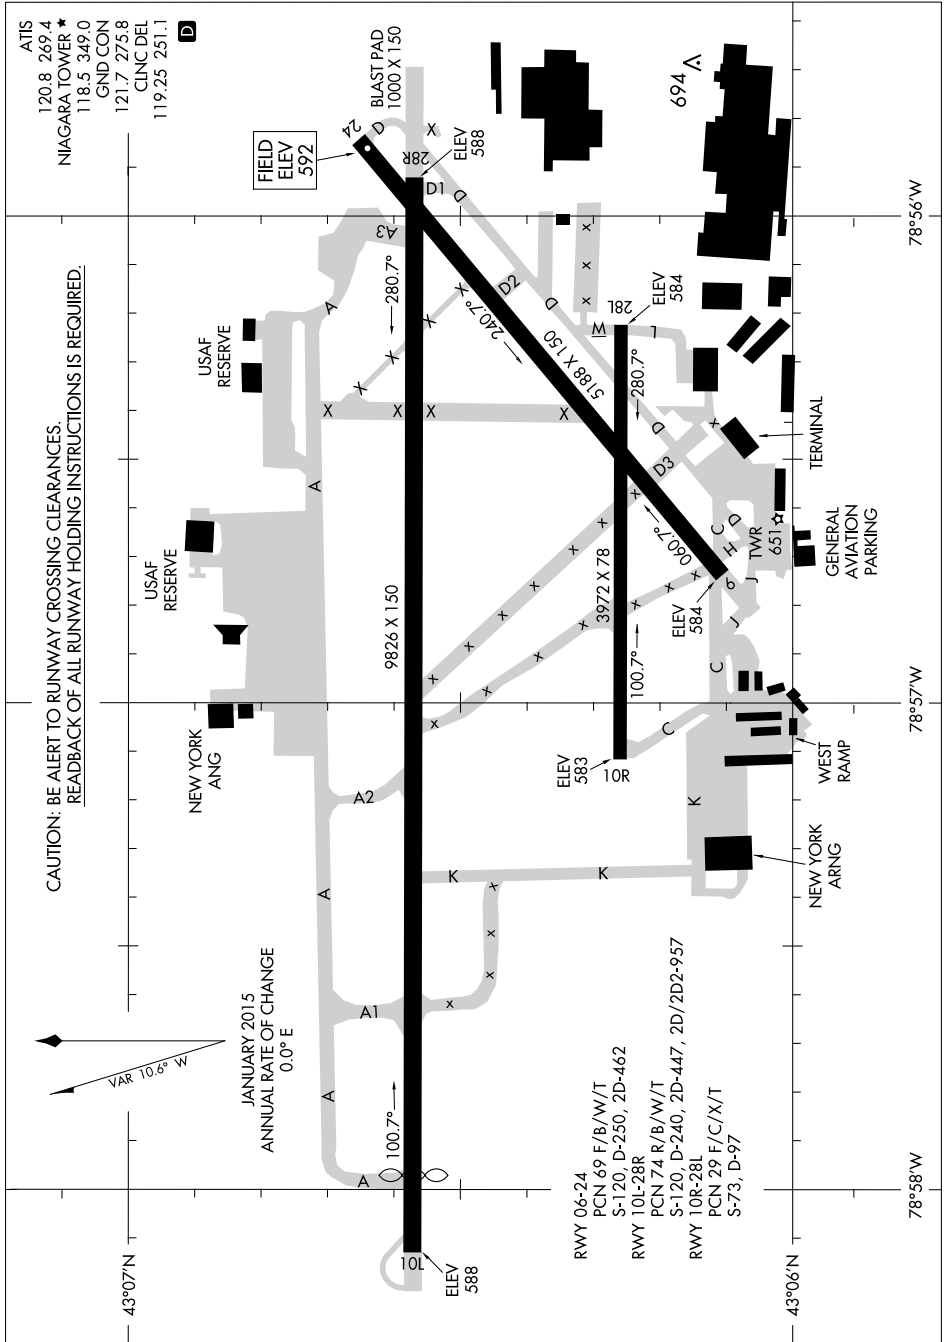 ATIS
120.8 269.4
NIAGARA TOWER ★
118.5 349.0
GND CON
121.7 275.8
CLNC DEL
119.25 251.1
D
CAUTION: BE ALERT TO RUNWAY CROSSING CLEARANCES.
READBACK OF ALL RUNWAY HOLDING INSTRUCTIONS IS REQUIRED.
FIELD
ELEV
592
24
D
BLAST PAD
1000 X 150
X
28R
ELEV
588
D1
D
694
A3
280.7°
A
USAF
RESERVE
D2
240.7°
D
5188 X 150
X
X
X
X
x
x
x
28L
ELEV
584
W
L
280.7°
X
X
X
X
D
x
TERMINAL
A
D3
USAF
RESERVE
060.7°
x
x
x
x
x
x
x
C
D
H
TWR
651
GENERAL
AVIATION
PARKING
9826 X 150
3972 X 78
x
x
x
x
x
x
x
ELEV
584
6
J
J
100.7°
C
NEW YORK
ANG
C
ELEV
583
10R
WEST
RAMP
A2
K
K
K
NEW YORK
ARNG
A
x
x
x
x
A1
VAR 10.6° W
JANUARY 2015
ANNUAL RATE OF CHANGE
0.0° E
A
100.7°
A
10L
ELEV
588
RWY 06-24
PCN 69 F/B/W/T
S-120, D-250, 2D-462
RWY 10L-28R
PCN 74 R/B/W/T
S-120, D-240, 2D-447, 2D/2D2-957
RWY 10R-28L
PCN 29 F/C/X/T
S-73, D-97
78°56'W
78°57'W
78°58'W
43°07'N
43°06'N